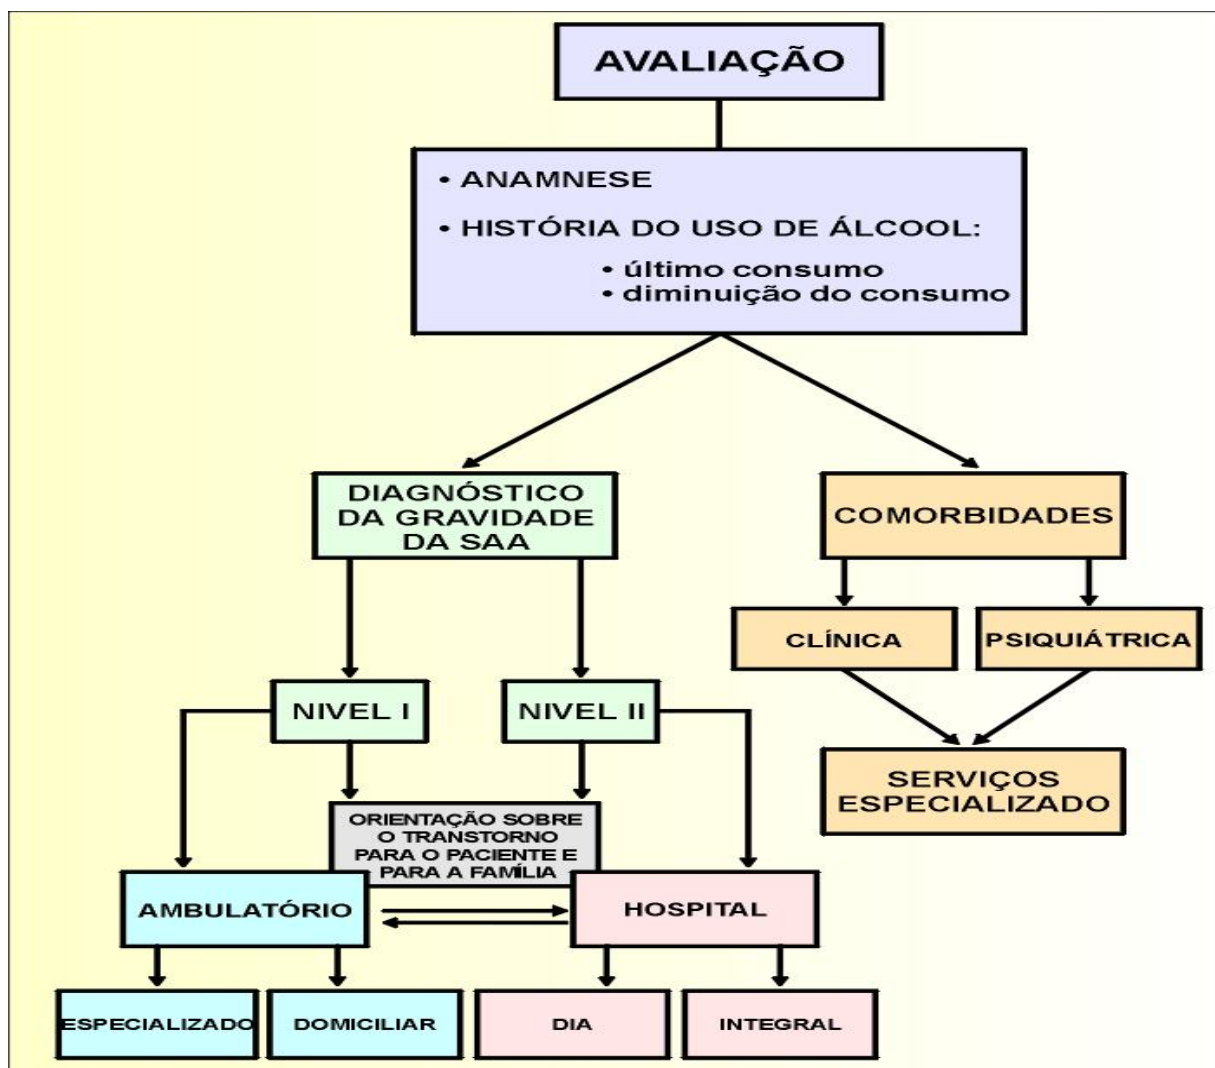 AVALIAÇÃO
• ANAMNESE
• HISTÓRIA DO USO DE ÁLCOOL:
• último consumo
• diminuição do consumo
DIAGNÓSTICO
DA GRAVIDADE
DA SAA
COMORBIDADES
CLÍNICA
PSIQUIÁTRICA
NIVEL I
NIVEL II
SERVIÇOS
ESPECIALIZADO
ORIENTAÇÃO SOBRE
O TRANSTORNO
PARA O PACIENTE E
PARA A FAMÍLIA
AMBULATÓRIO
HOSPITAL
ESPECIALIZADO
DOMICILIAR
DIA
INTEGRAL